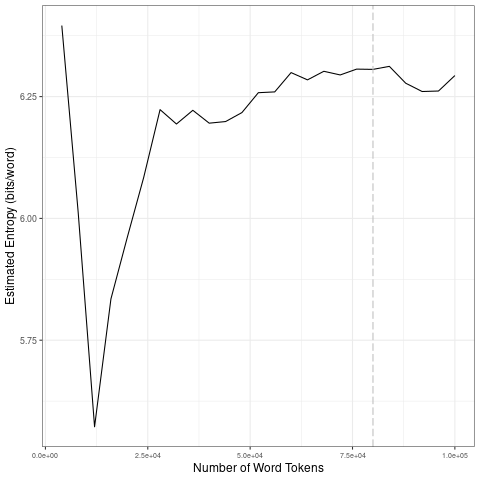 Estimated Entropy (bits/word)
6.25
6.00
5.75
0.0e+00 2.5e+04 5.0e+04 7.5e+04 1.0e+05
Number of Word Tokens